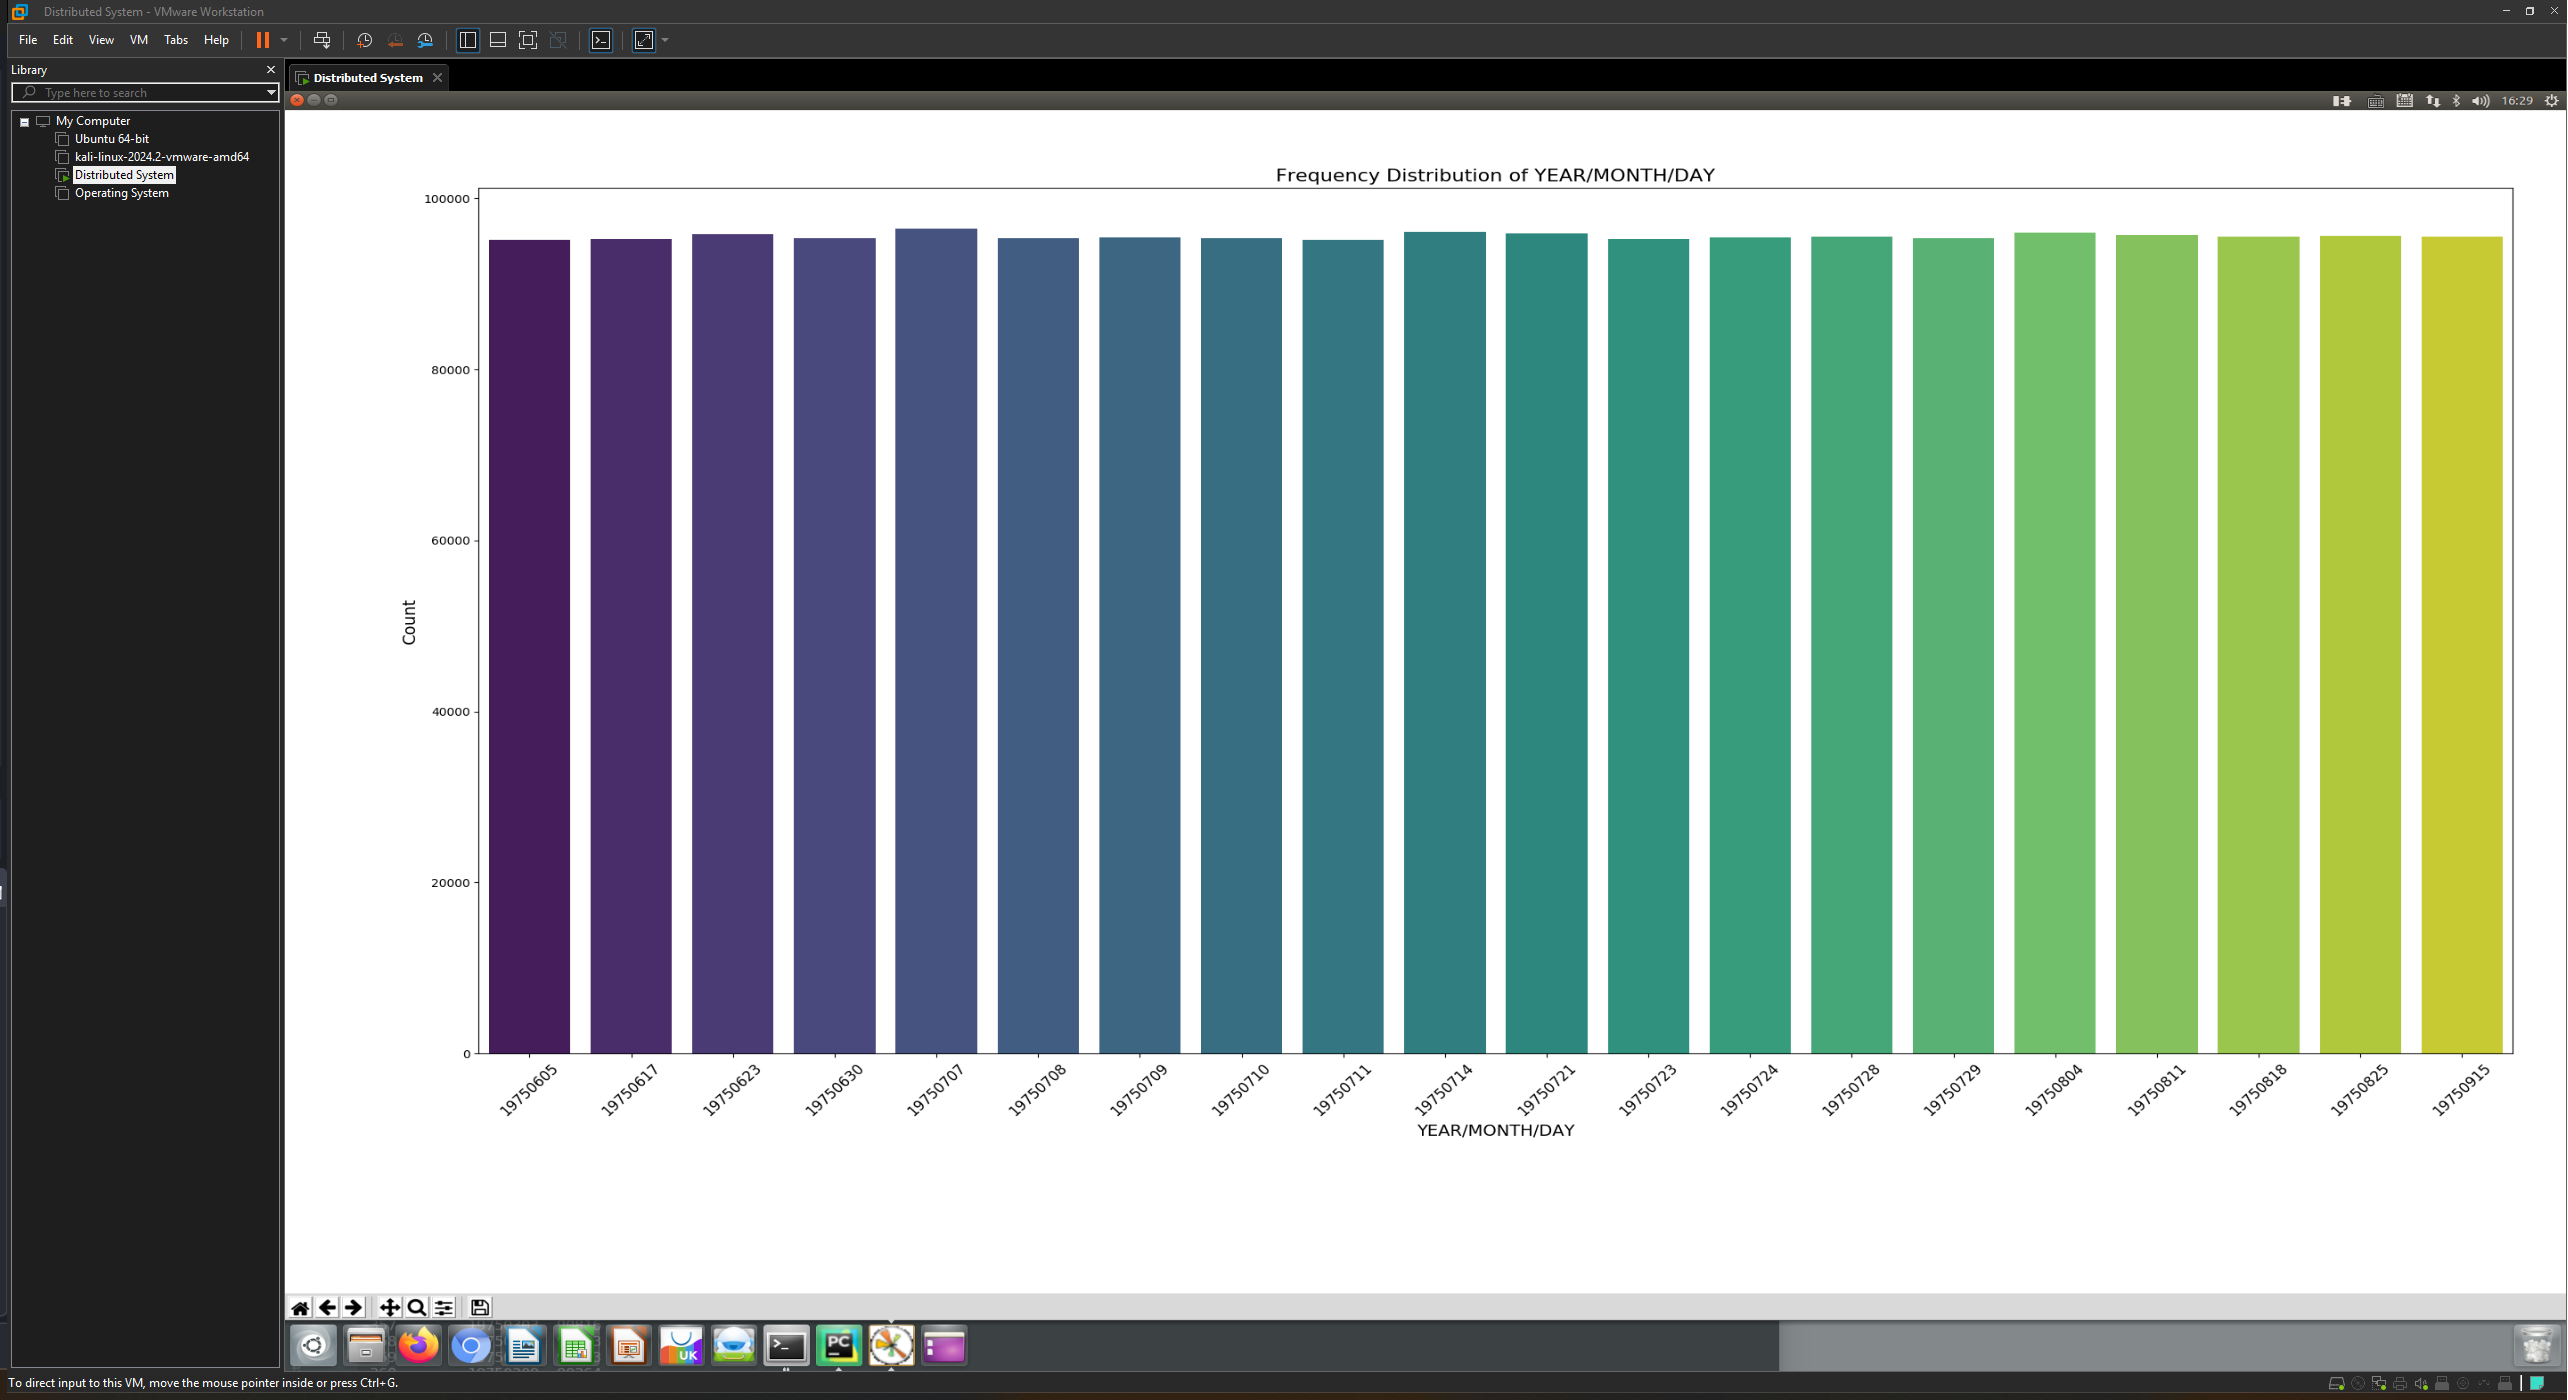 Distributed System - VMware Workstation
File Edit View VM Tabs Help
Library
Type here to search
My Computer
Ubuntu 64-bit
kali-linux-2024.2-vmware-amd64
Distributed System
Operating System
Distributed System
16:29
Frequency Distribution of YEAR/MONTH/DAY
100000
80000
60000
40000
20000
0
Count
19750605 19750617 19750623 19750630 19750707 19750708 19750709 19750710 19750711 19750714 19750721 19750723 19750724 19750728 19750729 19750804 19750811 19750818 19750825 19750915
YEAR/MONTH/DAY
UK
PC
To direct input to this VM, move the mouse pointer inside or press Ctrl+G.